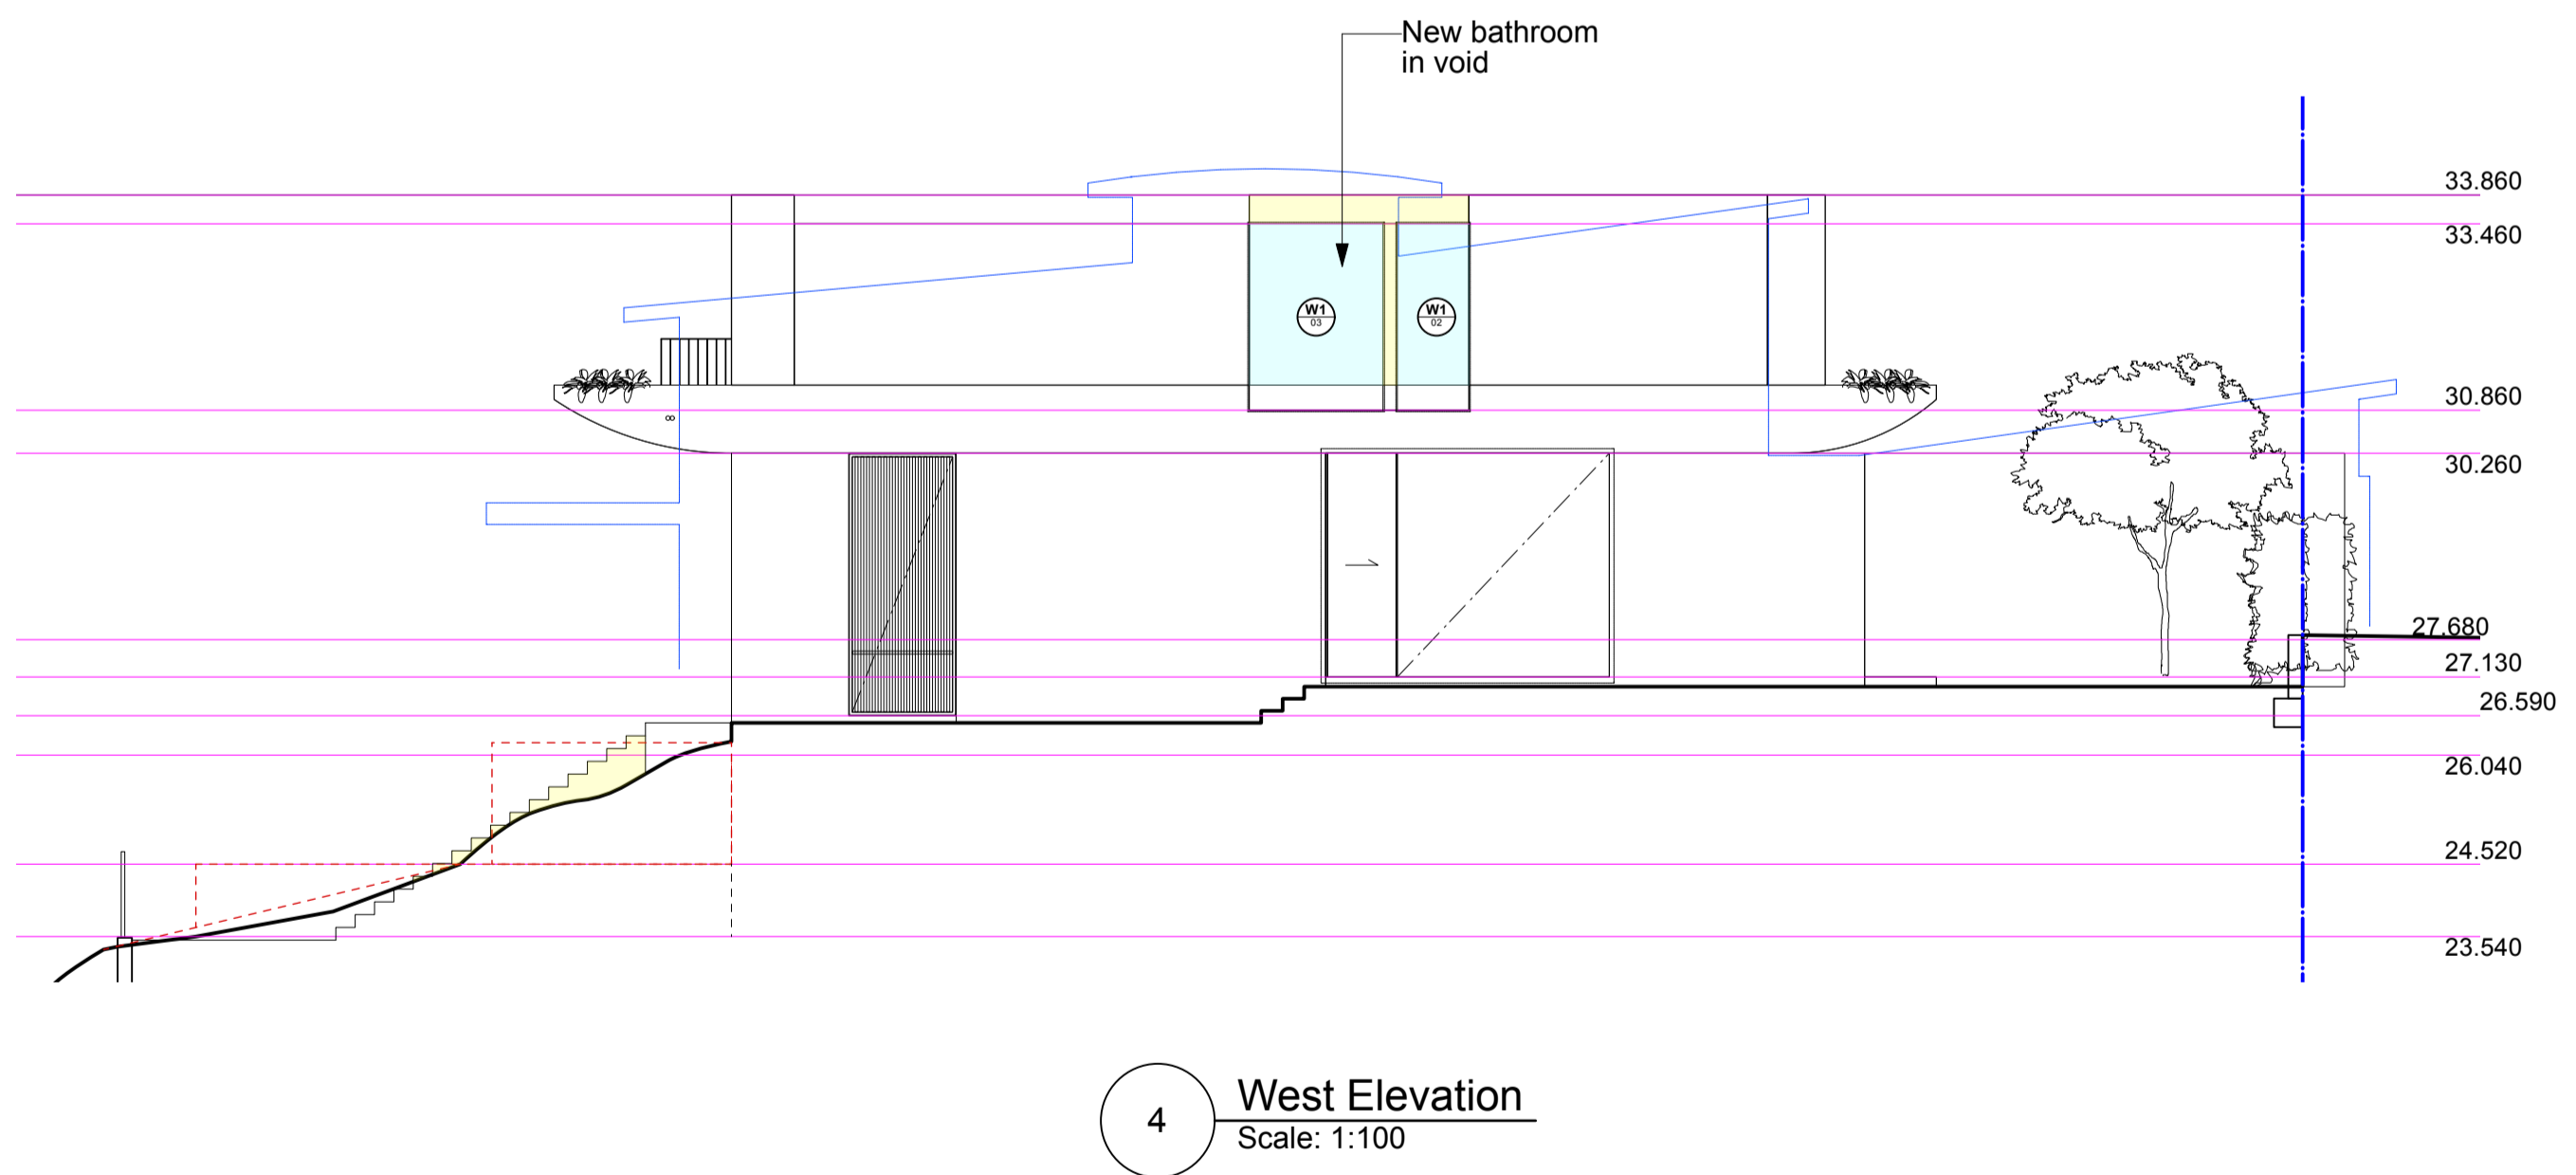 New bathroom
in void
33.860
33.460
W1
03
W1
02
30.860
30.260
27.680
27.130
26.590
26.040
24.520
23.540
4
West Elevation
Scale: 1:100